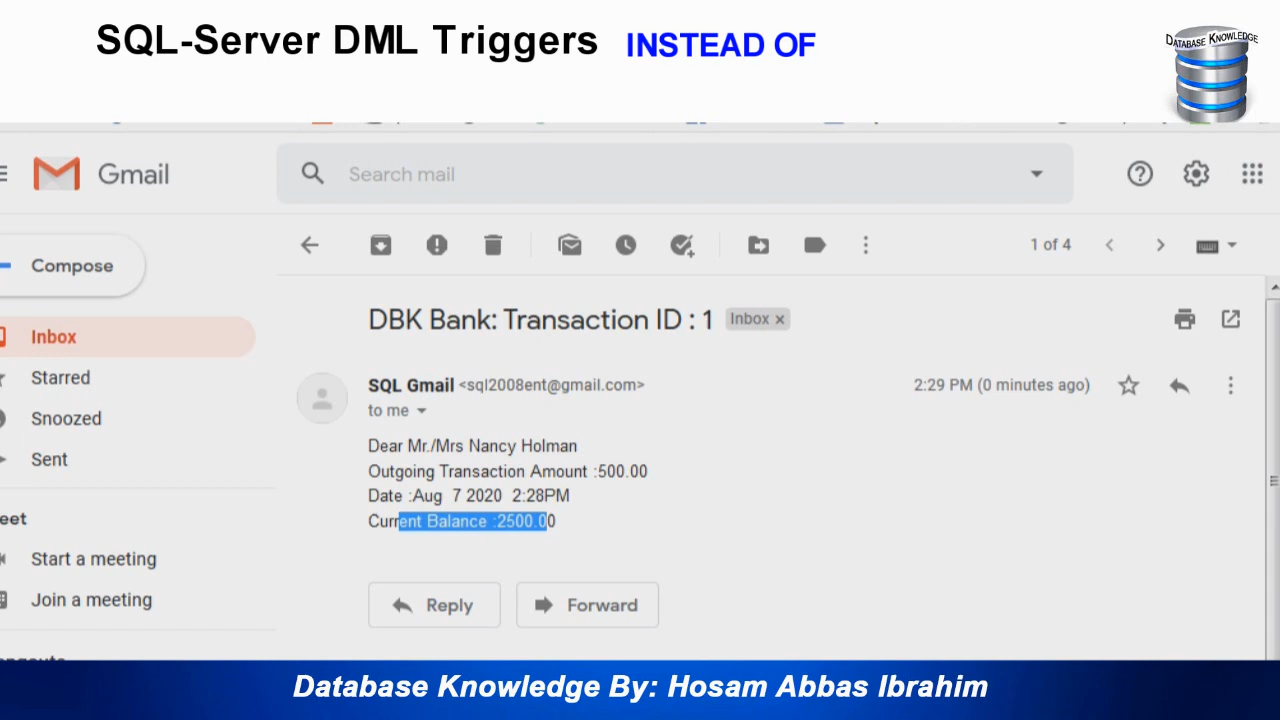 SQL-Server DML Triggers INSTEAD OF
DATABASE KNOWLEDGE
Gmail
Search mail
Compose
1 of 4
DBK Bank: Transaction ID : 1 Inbox ×
Inbox
SQL Gmail <sql2008ent@gmail.com> 2:29 PM (0 minutes ago)
Starred
to me
Snoozed
Dear Mr./Mrs Nancy Holman
Sent
Outgoing Transaction Amount :500.00
Date :Aug 7 2020 2:28PM
Current Balance :2500.00
eet
Start a meeting
Join a meeting
Reply Forward
Database Knowledge By: Hosam Abbas Ibrahim